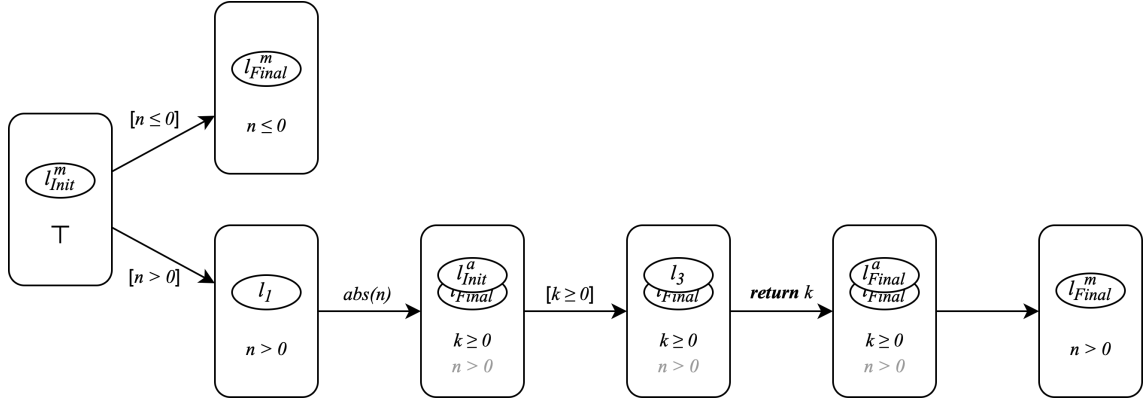 l^m_Final
[n ≤ 0]
n ≤ 0
l^m_Init
⊤
[n > 0]
l_1
n > 0
abs(n)
l^a_Init
k ≥ 0
n > 0
[k ≥ 0]
l_3
k ≥ 0
n > 0
return k
l^a_Final
k ≥ 0
n > 0
l^m_Final
n > 0